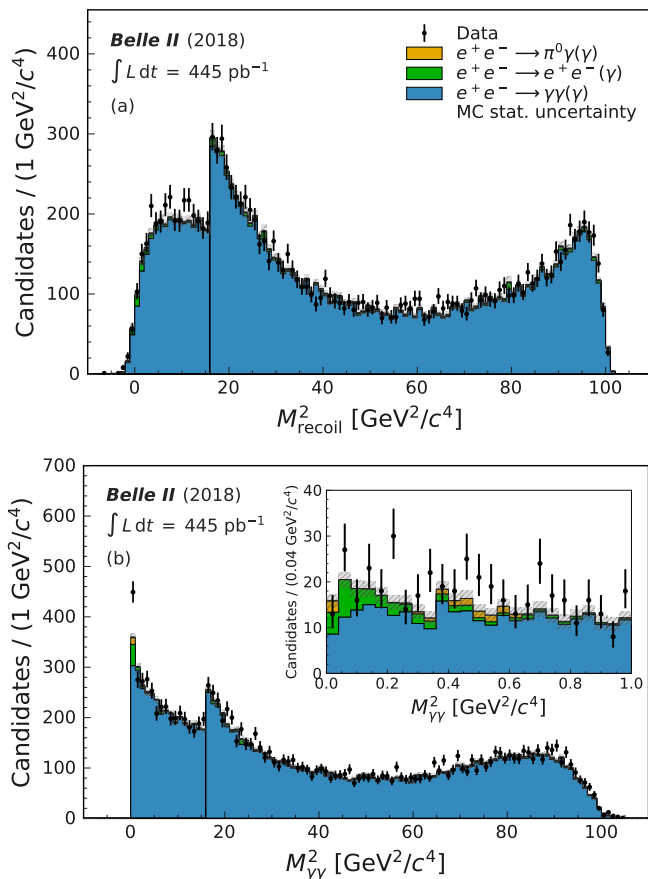 Candidates / (1 GeV²/c⁴)
400
300
200
100
0
Belle II (2018)
∫ L dt = 445 pb⁻¹
(a)
Data
e⁺e⁻ → π⁰γ(γ)
e⁺e⁻ → e⁺e⁻(γ)
e⁺e⁻ → γγ(γ)
MC stat. uncertainty
0 20 40 60 80 100
M²recoil [GeV²/c⁴]
Candidates / (1 GeV²/c⁴)
700
600
500
400
300
200
100
0
Belle II (2018)
∫ L dt = 445 pb⁻¹
(b)
Candidates / (0.04 GeV²/c⁴)
40
30
20
10
0
0.0 0.2 0.4 0.6 0.8 1.0
M²γγ [GeV²/c⁴]
0 20 40 60 80 100
M²γγ [GeV²/c⁴]